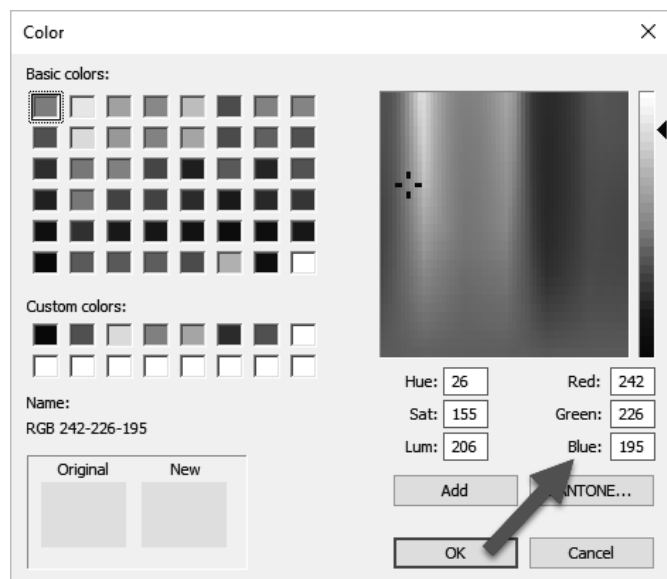 Color
Basic colors:
Custom colors:
Hue: 26 Red: 242
Sat: 155 Green: 226
Lum: 206 Blue: 195
Name:
RGB 242-226-195
Original New
Add
NTONE...
OK Cancel